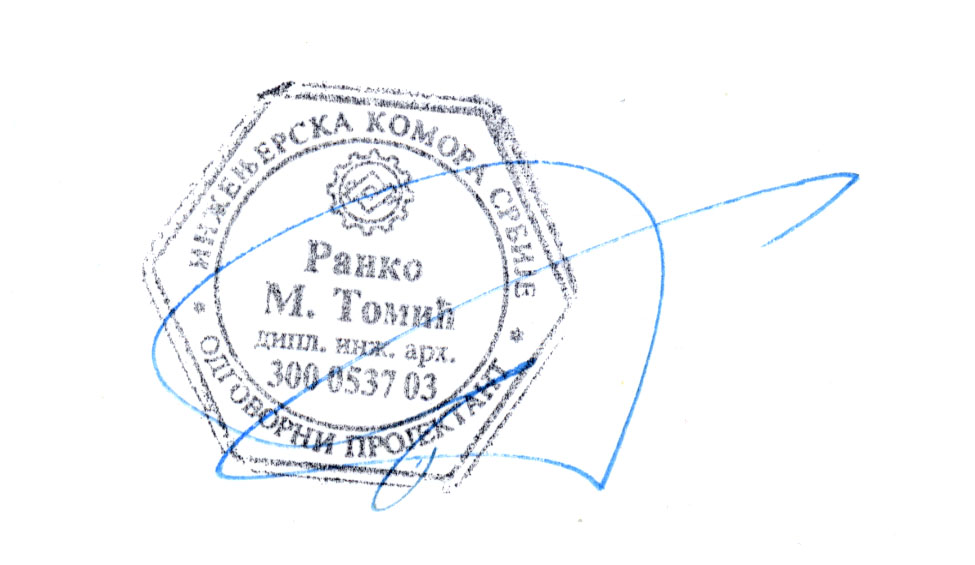 ИНЖЕЊЕРСКА КОМОРА СРБИЈЕ
Ранко
М. Томић
дипл. инж. арх.
300 0537 03
* ОДГОВОРНИ ПРОЈЕКТАНТ *